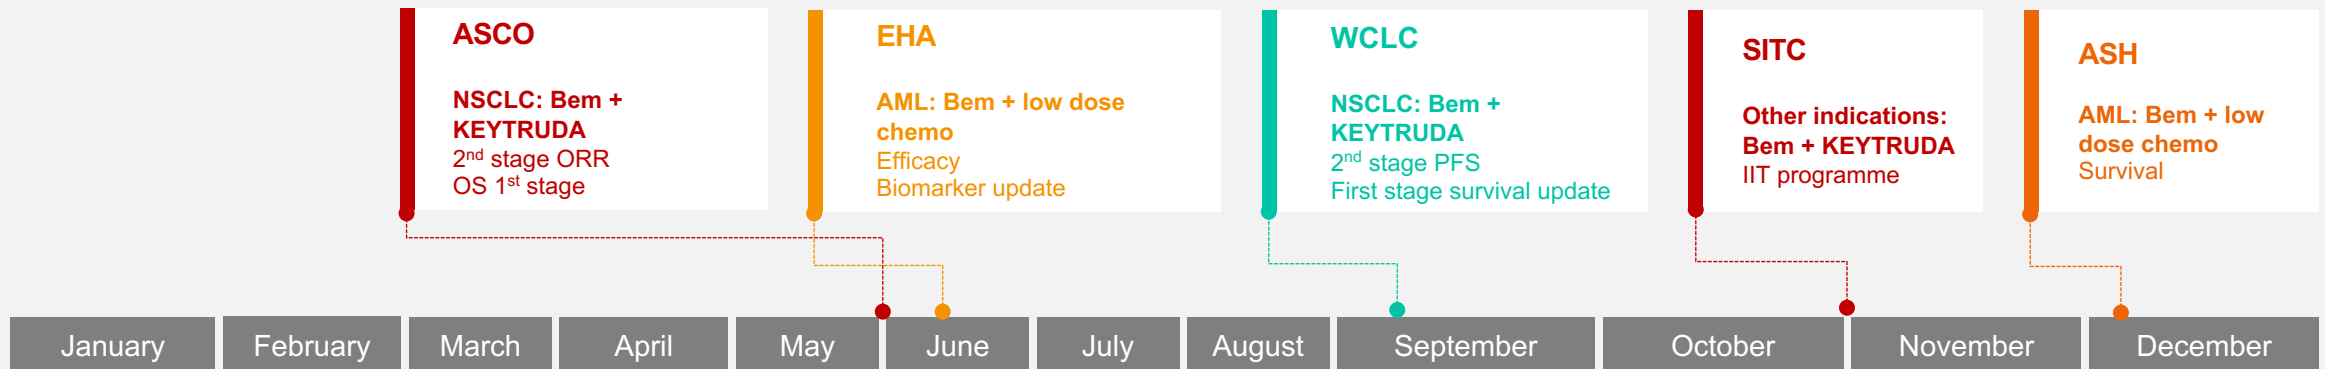 ASCO
NSCLC: Bem +
KEYTRUDA
2nd stage ORR
OS 1st stage
EHA
AML: Bem + low dose
chemo
Efficacy
Biomarker update
WCLC
NSCLC: Bem +
KEYTRUDA
2nd stage PFS
First stage survival update
SITC
Other indications:
Bem + KEYTRUDA
IIT programme
ASH
AML: Bem + low
dose chemo
Survival
January February March April May June July August September October November December